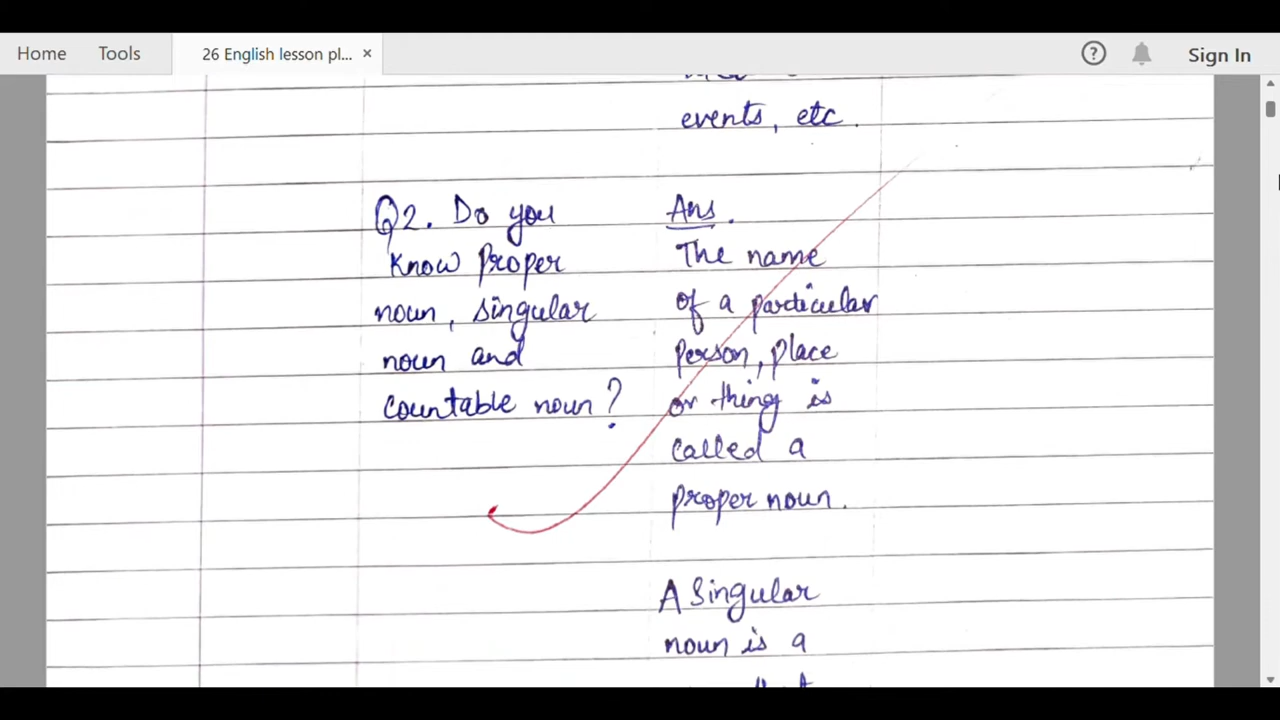 Home Tools 26 English lesson pl... × ? Sign In
events, etc.
Q2. Do you
know Proper
noun, singular
noun and
countable noun?
Ans.
The name
of a particular
person, place
or thing is
called a
proper noun.
A Singular
noun is a